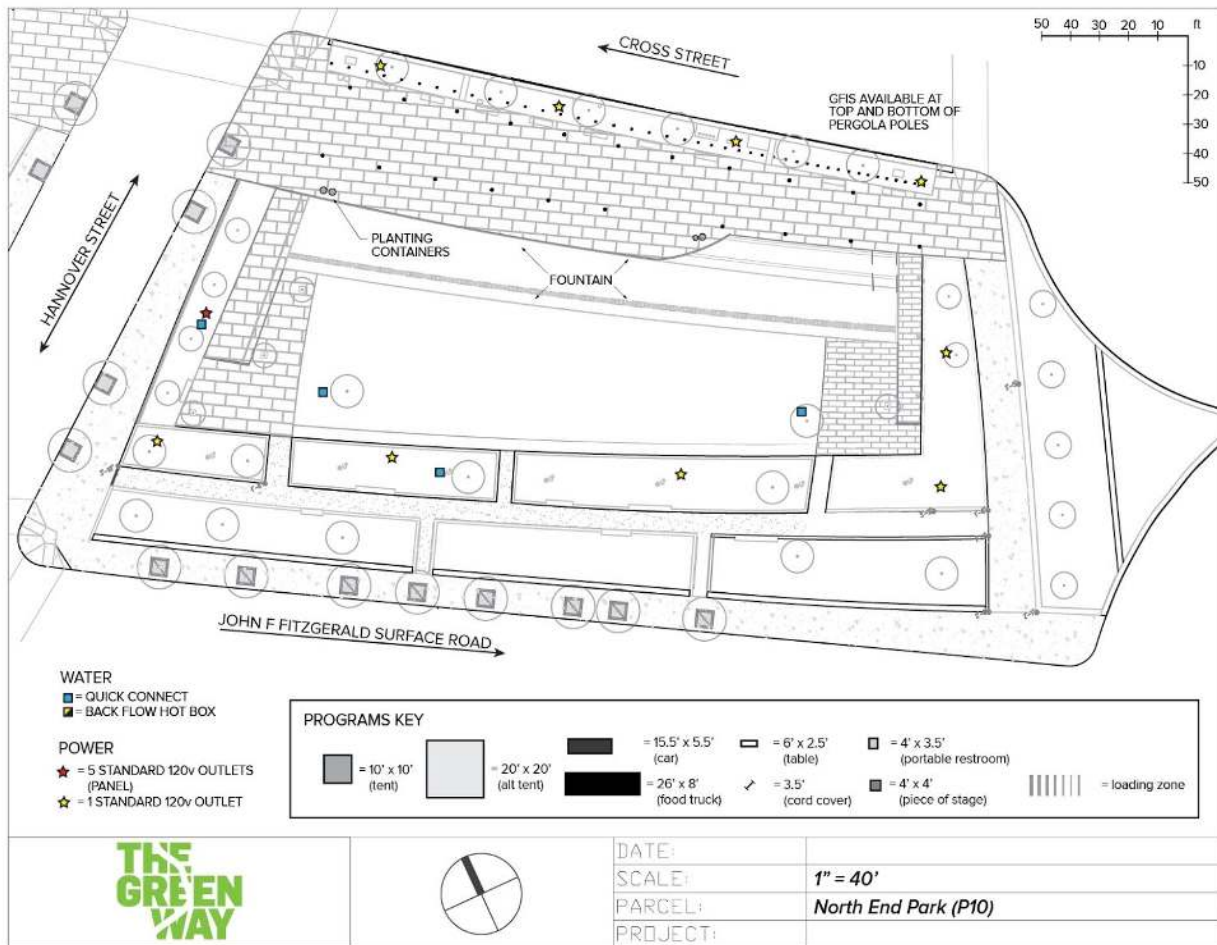 50 40 30 20 10 ft
10
20
30
40
50
CROSS STREET
GFIS AVAILABLE AT
TOP AND BOTTOM OF
PERGOLA POLES
HANNOVER STREET
PLANTING
CONTAINERS
FOUNTAIN
JOHN F FITZGERALD SURFACE ROAD
WATER
= QUICK CONNECT
= BACK FLOW HOT BOX
POWER
= 5 STANDARD 120v OUTLETS
(PANEL)
= 1 STANDARD 120v OUTLET
PROGRAMS KEY
= 10' x 10'
(tent)
= 20' x 20'
(alt tent)
= 15.5' x 5.5'
(car)
= 26' x 8'
(food truck)
= 6' x 2.5'
(table)
= 3.5'
(cord cover)
= 4' x 3.5'
(portable restroom)
= 4' x 4'
(piece of stage)
= loading zone
THE
GREEN
WAY
DATE:
SCALE: 1" = 40'
PARCEL: North End Park (P10)
PROJECT: